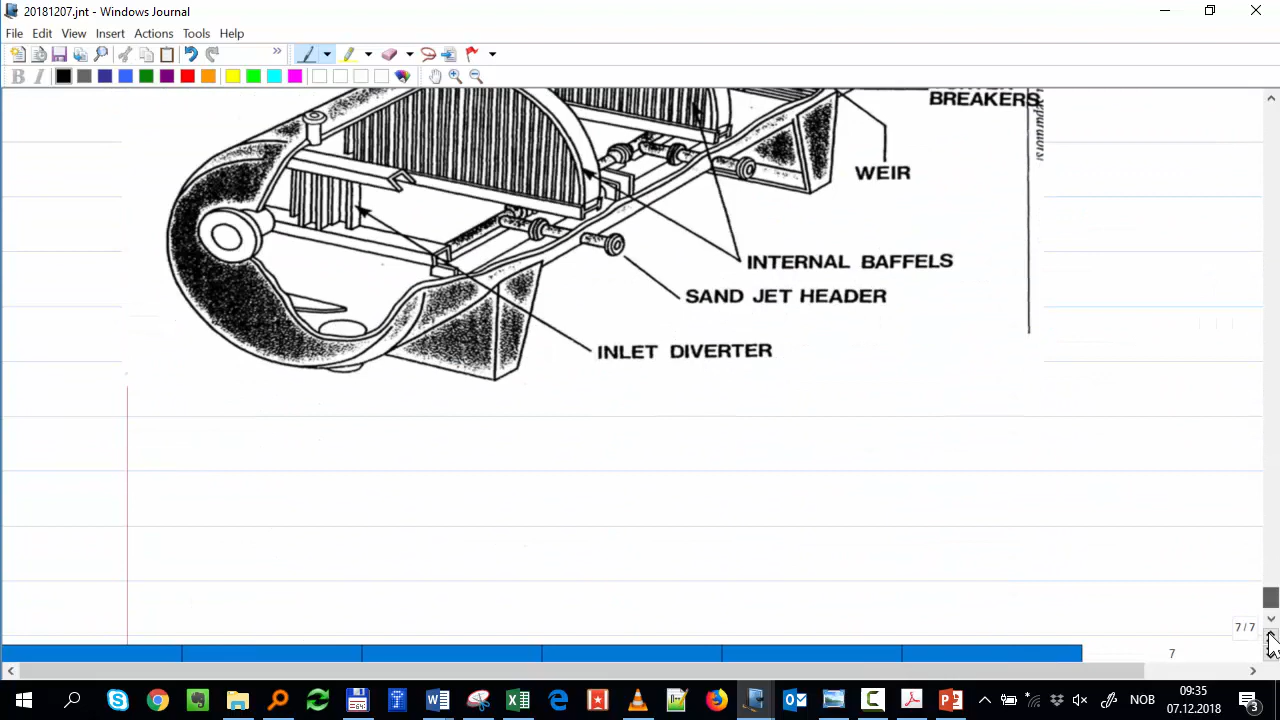 20181207.jnt - Windows Journal
File Edit View Insert Actions Tools Help
B I
BREAKERS
WEIR
INTERNAL BAFFELS
SAND JET HEADER
INLET DIVERTER
7 / 7
7
NOB
09:35
07.12.2018
3